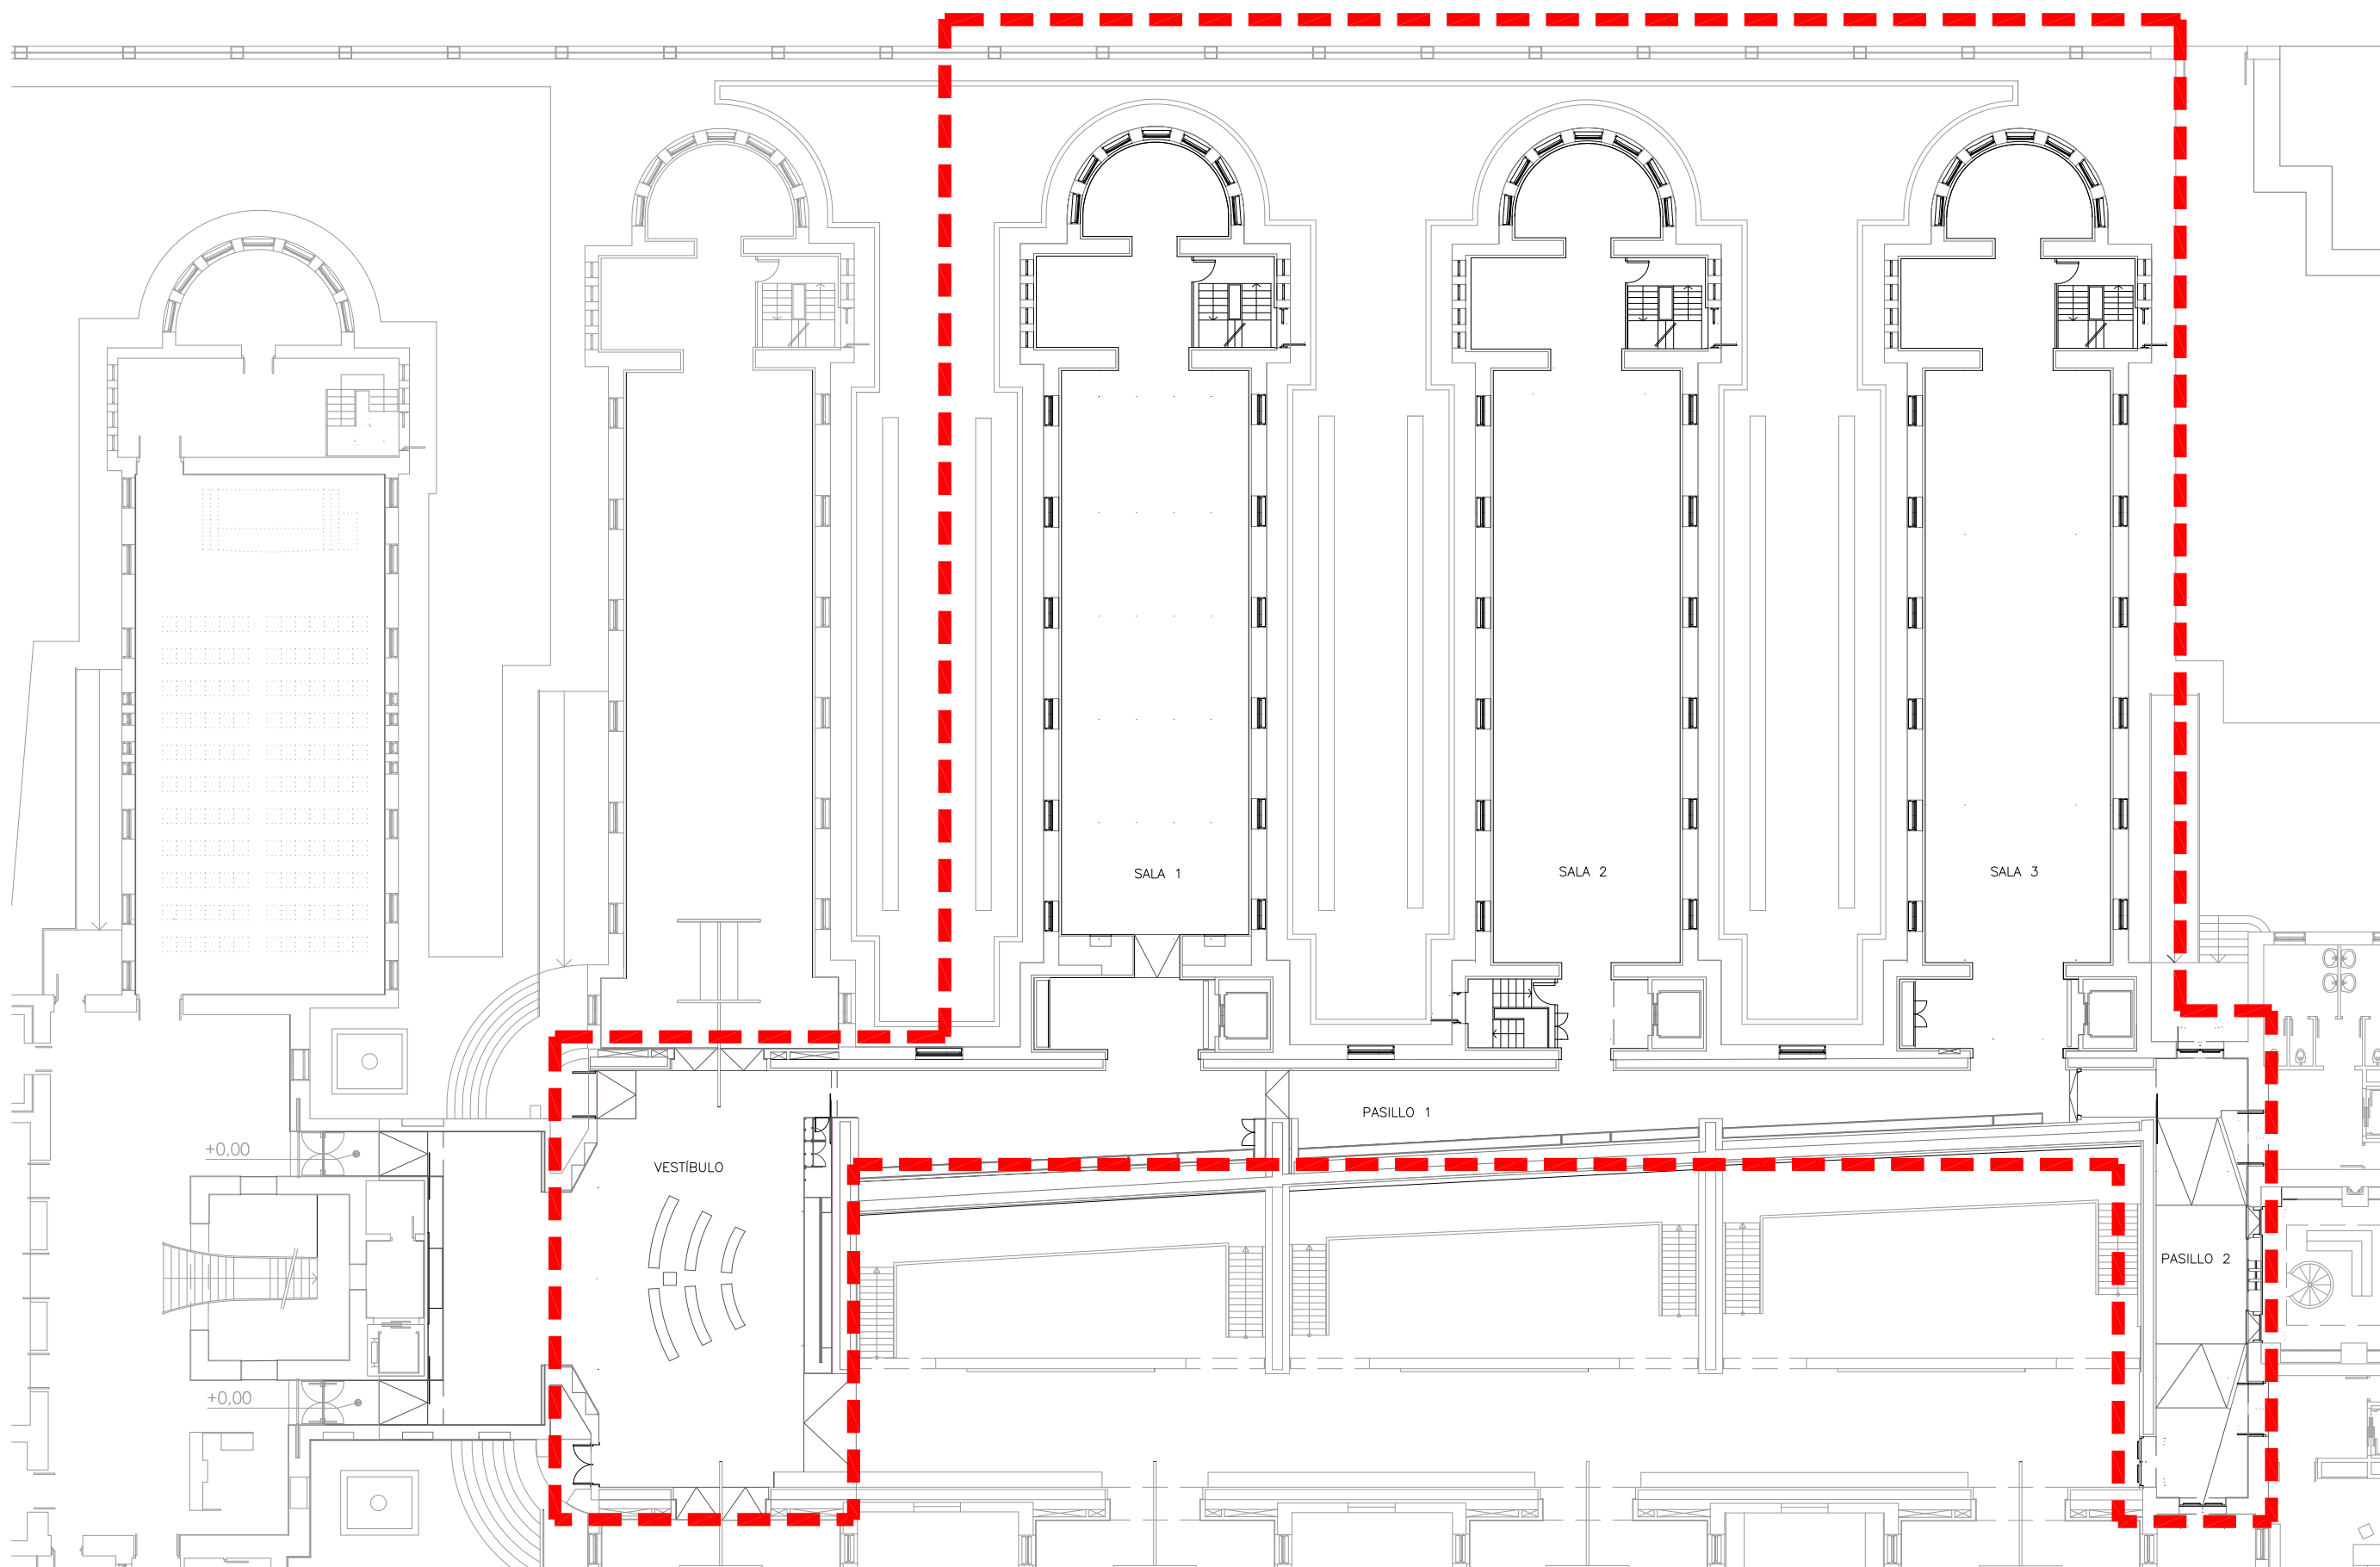 SALA 1
SALA 2
SALA 3
PASILLO 1
+0,00
VESTÍBULO
PASILLO 2
+0,00